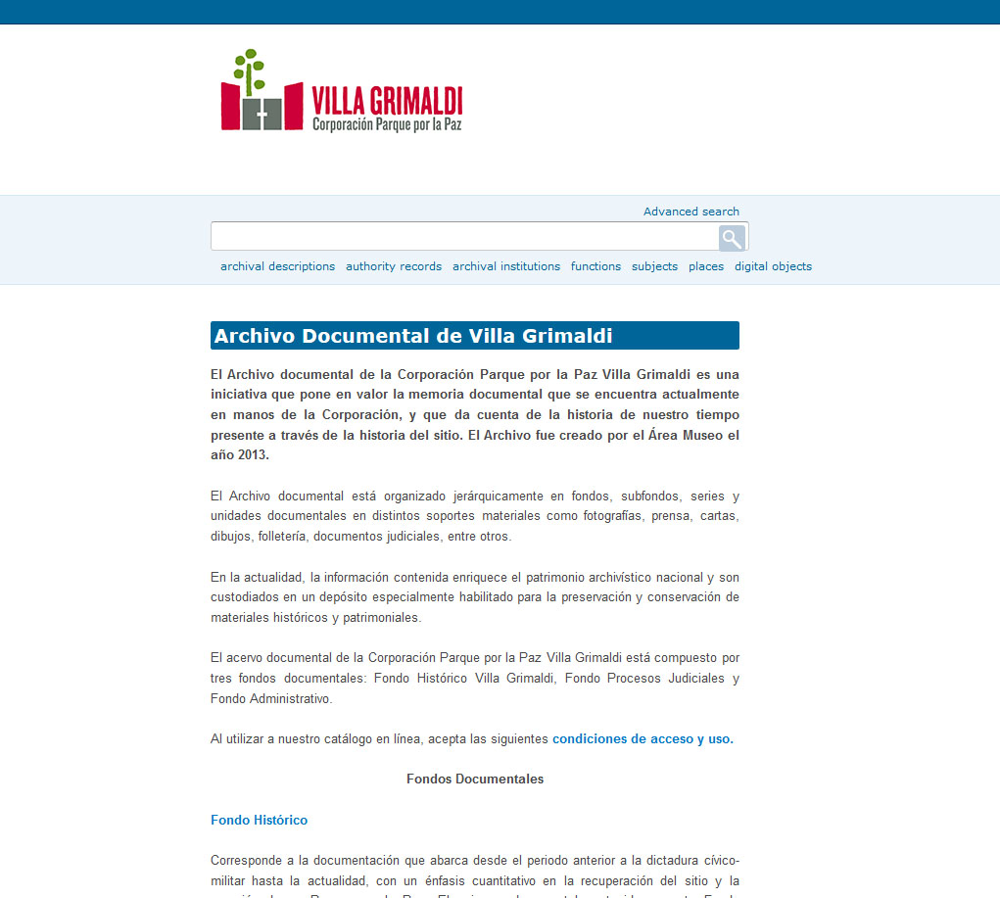 VILLA GRIMALDI
Corporación Parque por la Paz
Advanced search
archival descriptions authority records archival institutions functions subjects places digital objects
Archivo Documental de Villa Grimaldi
El Archivo documental de la Corporación Parque por la Paz Villa Grimaldi es una
iniciativa que pone en valor la memoria documental que se encuentra actualmente
en manos de la Corporación, y que da cuenta de la historia de nuestro tiempo
presente a través de la historia del sitio. El Archivo fue creado por el Área Museo el
año 2013.
El Archivo documental está organizado jerárquicamente en fondos, subfondos, series y
unidades documentales en distintos soportes materiales como fotografías, prensa, cartas,
dibujos, folletería, documentos judiciales, entre otros.
En la actualidad, la información contenida enriquece el patrimonio archivístico nacional y son
custodiados en un depósito especialmente habilitado para la preservación y conservación de
materiales históricos y patrimoniales.
El acervo documental de la Corporación Parque por la Paz Villa Grimaldi está compuesto por
tres fondos documentales: Fondo Histórico Villa Grimaldi, Fondo Procesos Judiciales y
Fondo Administrativo.
Al utilizar a nuestro catálogo en línea, acepta las siguientes condiciones de acceso y uso.
Fondos Documentales
Fondo Histórico
Corresponde a la documentación que abarca desde el periodo anterior a la dictadura cívico-
militar hasta la actualidad, con un énfasis cuantitativo en la recuperación del sitio y la